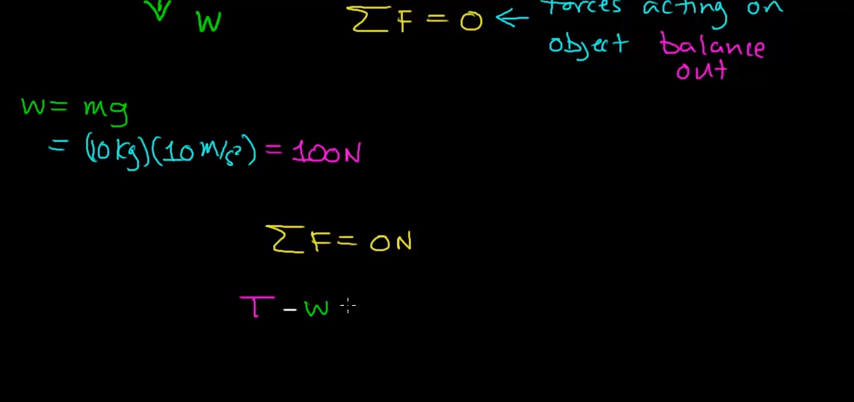 forces acting on
W ΣF = 0 ← object balance
out
W = mg
= (10Kg)(10 M/s²) = 100N
ΣF = 0N
T - W